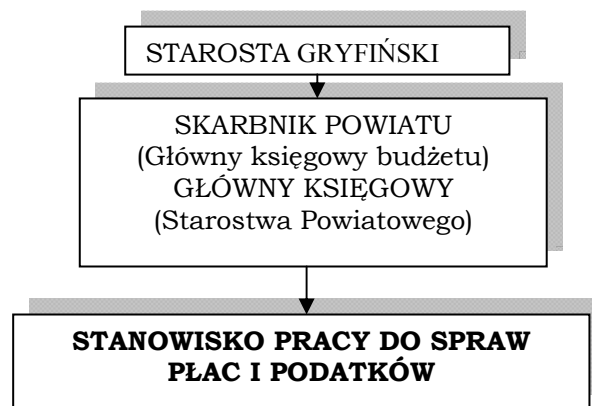 STAROSTA GRYFIŃSKI
SKARBNIK POWIATU
(Główny księgowy budżetu)
GŁÓWNY KSIĘGOWY
(Starostwa Powiatowego)
STANOWISKO PRACY DO SPRAW
PŁAC I PODATKÓW